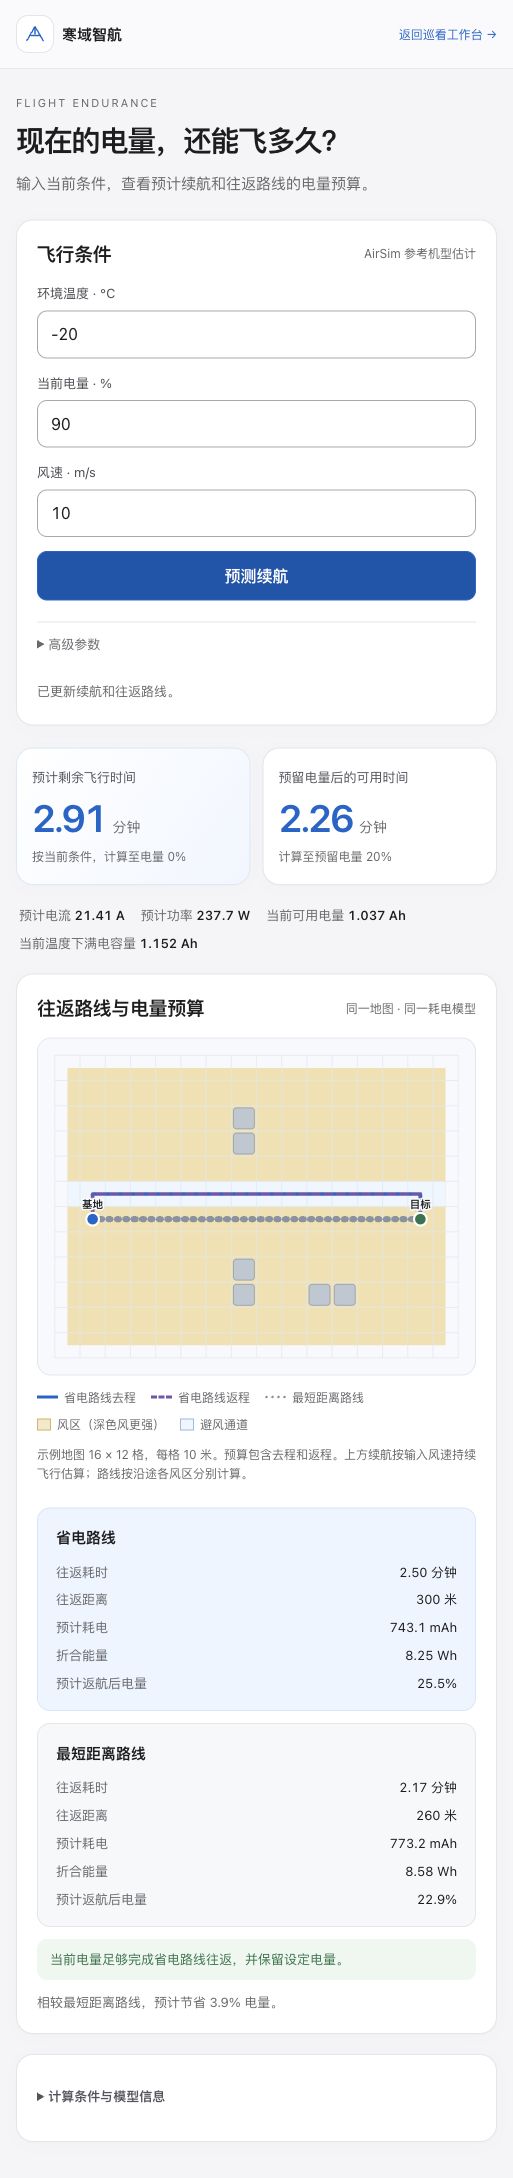 寒域智航
返回巡看工作台 →
FLIGHT ENDURANCE
现在的电量，还能飞多久？
输入当前条件，查看预计续航和往返路线的电量预算。
飞行条件
AirSim 参考机型估计
环境温度 · °C
-20
当前电量 · %
90
风速 · m/s
10
预测续航
▶ 高级参数
已更新续航和往返路线。
预计剩余飞行时间
2.91 分钟
按当前条件，计算至电量 0%
预留电量后的可用时间
2.26 分钟
计算至预留电量 20%
预计电流 21.41 A 预计功率 237.7 W 当前可用电量 1.037 Ah
当前温度下满电容量 1.152 Ah
往返路线与电量预算
同一地图 · 同一耗电模型
基地
目标
省电路线去程 省电路线返程 最短距离路线
风区（深色风更强） 避风通道
示例地图 16 × 12 格，每格 10 米。预算包含去程和返程。上方续航按输入风速持续
飞行估算；路线按沿途各风区分别计算。
省电路线
往返耗时 2.50 分钟
往返距离 300 米
预计耗电 743.1 mAh
折合能量 8.25 Wh
预计返航后电量 25.5%
最短距离路线
往返耗时 2.17 分钟
往返距离 260 米
预计耗电 773.2 mAh
折合能量 8.58 Wh
预计返航后电量 22.9%
当前电量足够完成省电路线往返，并保留设定电量。
相较最短距离路线，预计节省 3.9% 电量。
▶ 计算条件与模型信息